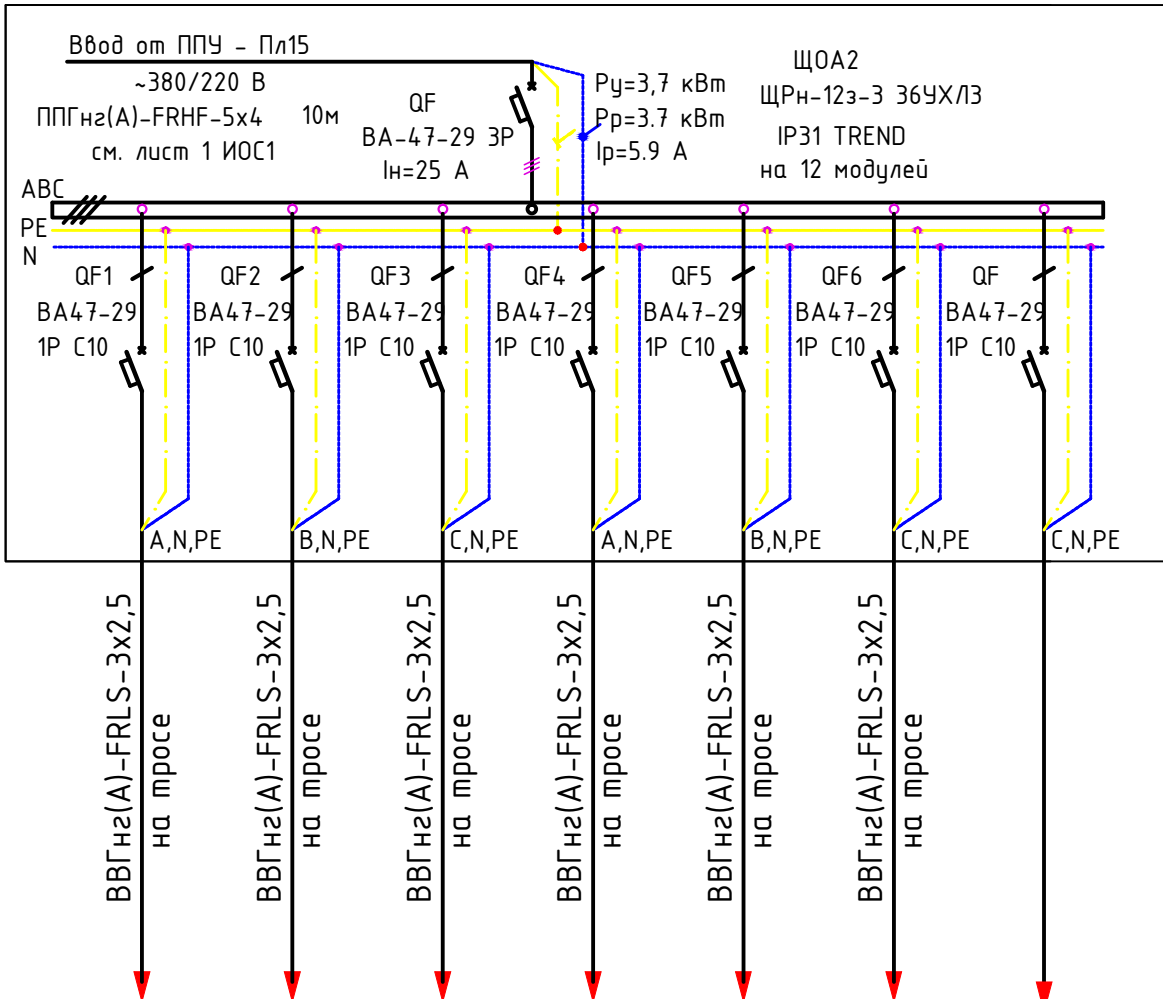 Ввод от ППУ - Пл15
~380/220 В
ППГнг(А)-FRHF-5х4 10м
см. лист 1 ИОС1
QF
ВА-47-29 3Р
Iн=25 А
Ру=3,7 кВт
Рр=3.7 кВт
Iр=5.9 А
ЩОА2
ЩРн-12з-3 36УХЛ3
IP31 TREND
на 12 модулей
ABC
PE
N
QF1
ВА47-29
1Р С10
QF2
ВА47-29
1Р С10
QF3
ВА47-29
1Р С10
QF4
ВА47-29
1Р С10
QF5
ВА47-29
1Р С10
QF6
ВА47-29
1Р С10
QF
ВА47-29
1Р С10
A,N,PE
B,N,PE
C,N,PE
A,N,PE
B,N,PE
C,N,PE
C,N,PE
ВВГнг(А)-FRLS-3х2,5
на тросе
ВВГнг(А)-FRLS-3х2,5
на тросе
ВВГнг(А)-FRLS-3х2,5
на тросе
ВВГнг(А)-FRLS-3х2,5
на тросе
ВВГнг(А)-FRLS-3х2,5
на тросе
ВВГнг(А)-FRLS-3х2,5
на тросе